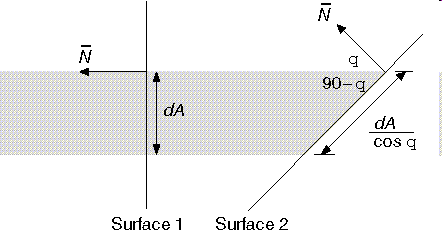 N̅
N̅
q
90–q
dA
dA
cos q
Surface 1
Surface 2